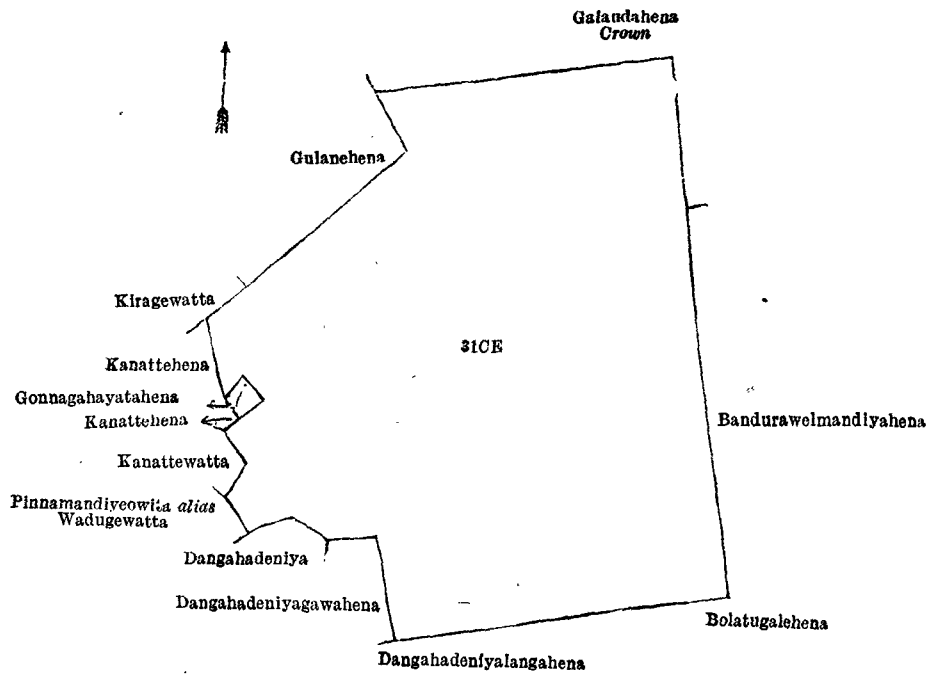 Galaudahena
Crown
Gulanehena
Kiragewatta
31CE
Kanattehena
Gonnagahayatahena
Kanattehena
Bandurawelmandiyahena
Kanattewatta
Pinnamandiyeowita alias
Wadugewatta
Dangahadeniya
Dangahadeniyagawahena
Bolatugalehena
Dangahadeniyalangahena